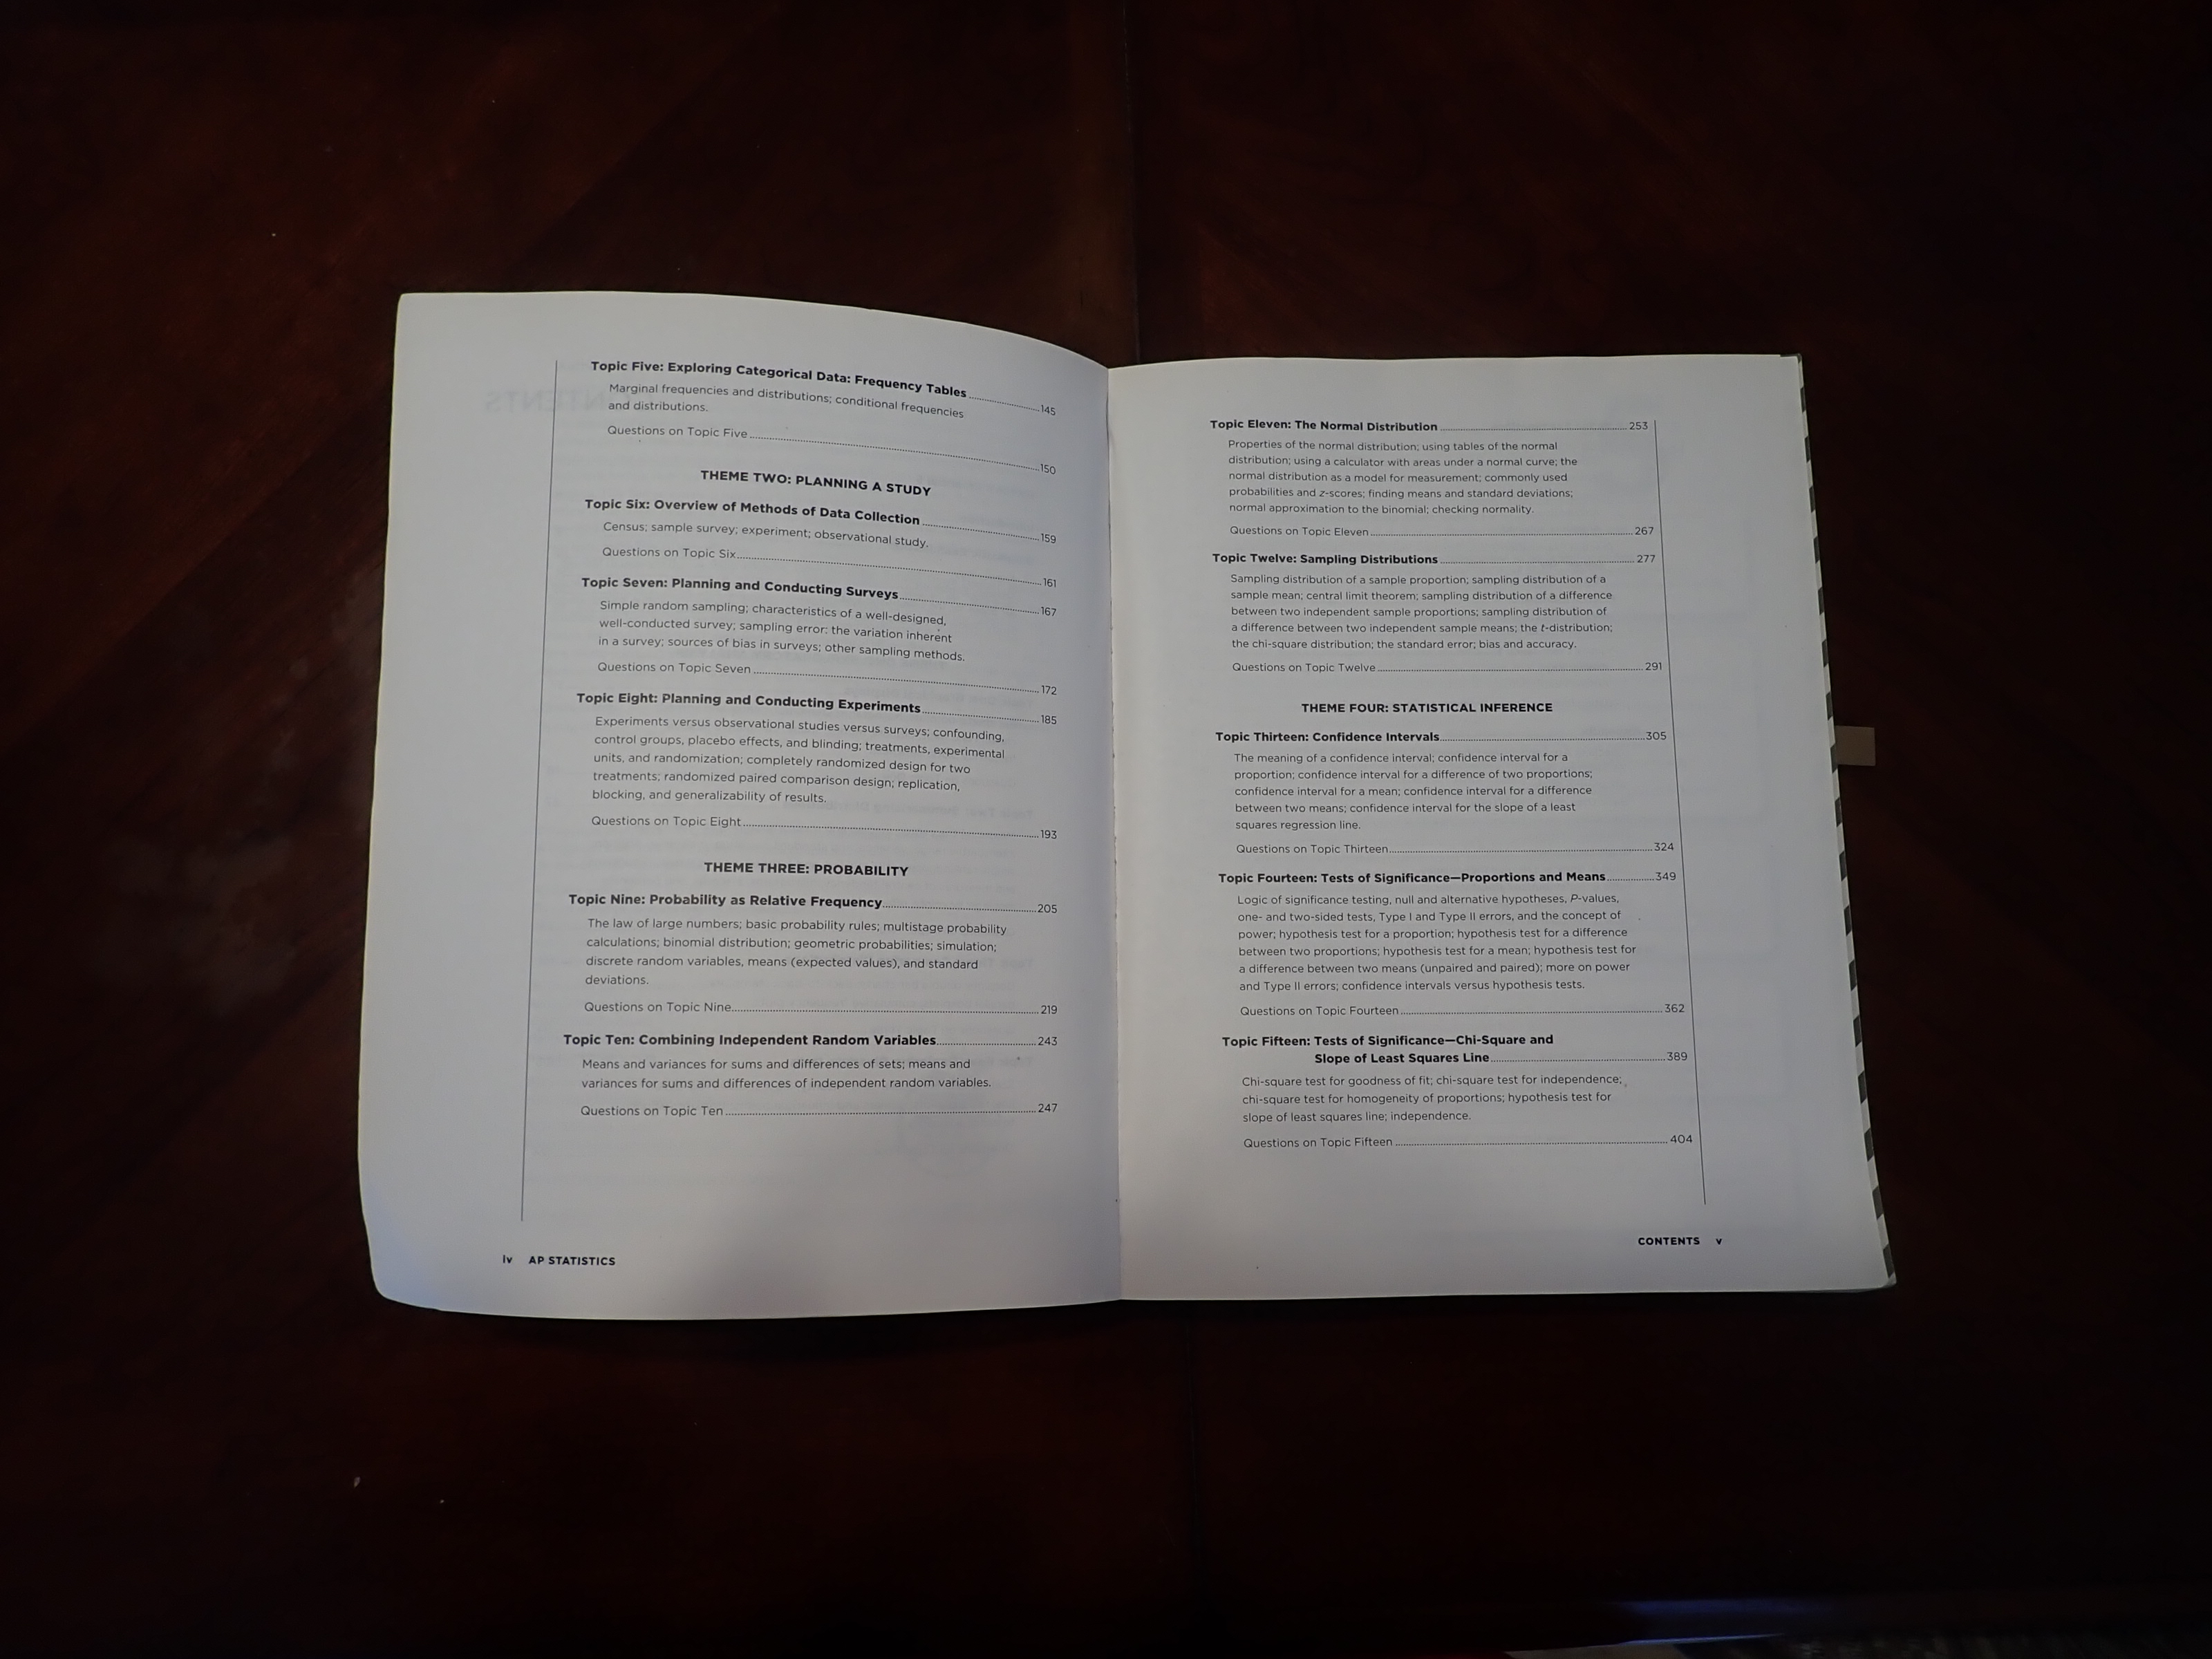 Topic Five: Exploring Categorical Data: Frequency Tables ..... 145
Marginal frequencies and distributions; conditional frequencies
and distributions.
Questions on Topic Five ..... 150
THEME TWO: PLANNING A STUDY
Topic Six: Overview of Methods of Data Collection ..... 159
Census; sample survey; experiment; observational study.
Questions on Topic Six ..... 161
Topic Seven: Planning and Conducting Surveys ..... 167
Simple random sampling; characteristics of a well-designed,
well-conducted survey; sampling error: the variation inherent
in a survey; sources of bias in surveys; other sampling methods.
Questions on Topic Seven ..... 172
Topic Eight: Planning and Conducting Experiments ..... 185
Experiments versus observational studies versus surveys; confounding,
control groups, placebo effects, and blinding; treatments, experimental
units, and randomization; completely randomized design for two
treatments; randomized paired comparison design; replication,
blocking, and generalizability of results.
Questions on Topic Eight ..... 193
THEME THREE: PROBABILITY
Topic Nine: Probability as Relative Frequency ..... 205
The law of large numbers; basic probability rules; multistage probability
calculations; binomial distribution; geometric probabilities; simulation;
discrete random variables, means (expected values), and standard
deviations.
Questions on Topic Nine ..... 219
Topic Ten: Combining Independent Random Variables ..... 243
Means and variances for sums and differences of sets; means and
variances for sums and differences of independent random variables.
Questions on Topic Ten ..... 247
iv AP STATISTICS
Topic Eleven: The Normal Distribution ..... 253
Properties of the normal distribution; using tables of the normal
distribution; using a calculator with areas under a normal curve; the
normal distribution as a model for measurement; commonly used
probabilities and z-scores; finding means and standard deviations;
normal approximation to the binomial; checking normality.
Questions on Topic Eleven ..... 267
Topic Twelve: Sampling Distributions ..... 277
Sampling distribution of a sample proportion; sampling distribution of a
sample mean; central limit theorem; sampling distribution of a difference
between two independent sample proportions; sampling distribution of
a difference between two independent sample means; the t-distribution;
the chi-square distribution; the standard error; bias and accuracy.
Questions on Topic Twelve ..... 291
THEME FOUR: STATISTICAL INFERENCE
Topic Thirteen: Confidence Intervals ..... 305
The meaning of a confidence interval; confidence interval for a
proportion; confidence interval for a difference of two proportions;
confidence interval for a mean; confidence interval for a difference
between two means; confidence interval for the slope of a least
squares regression line.
Questions on Topic Thirteen ..... 324
Topic Fourteen: Tests of Significance—Proportions and Means ..... 349
Logic of significance testing, null and alternative hypotheses, P-values,
one- and two-sided tests, Type I and Type II errors, and the concept of
power; hypothesis test for a proportion; hypothesis test for a difference
between two proportions; hypothesis test for a mean; hypothesis test for
a difference between two means (unpaired and paired); more on power
and Type II errors; confidence intervals versus hypothesis tests.
Questions on Topic Fourteen ..... 362
Topic Fifteen: Tests of Significance—Chi-Square and
Slope of Least Squares Line ..... 389
Chi-square test for goodness of fit; chi-square test for independence;
chi-square test for homogeneity of proportions; hypothesis test for
slope of least squares line; independence.
Questions on Topic Fifteen ..... 404
CONTENTS v